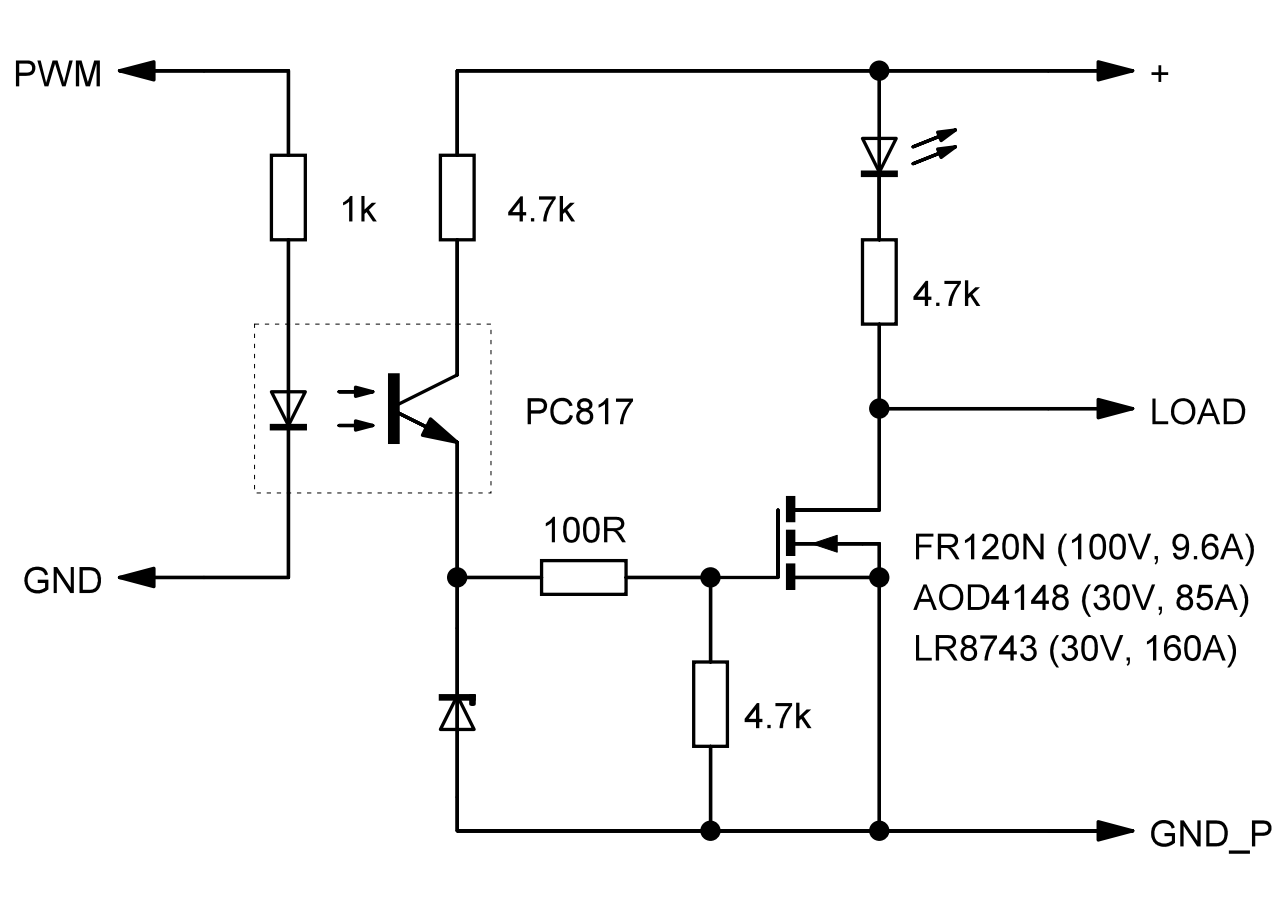 PWM
+
1k
4.7k
4.7k
PC817
LOAD
100R
FR120N (100V, 9.6A)
GND
AOD4148 (30V, 85A)
LR8743 (30V, 160A)
4.7k
GND_P